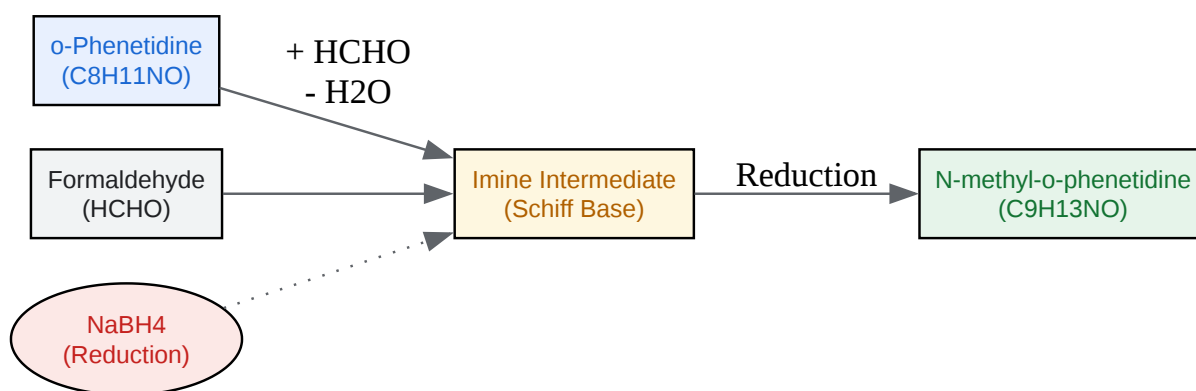 o-Phenetidine
(C8H11NO)
+ HCHO
- H2O
Formaldehyde
(HCHO)
Imine Intermediate
(Schiff Base)
Reduction
N-methyl-o-phenetidine
(C9H13NO)
NaBH4
(Reduction)